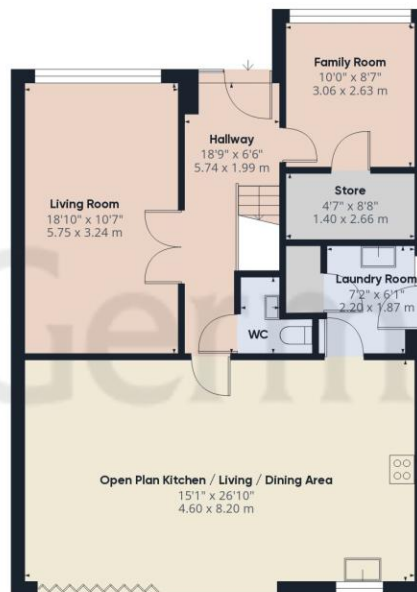 Family Room
10'0" x 8'7"
3.06 x 2.63 m
Hallway
18'9" x 6'6"
5.74 x 1.99 m
Living Room
18'10" x 10'7"
5.75 x 3.24 m
Store
4'7" x 8'8"
1.40 x 2.66 m
Laundry Room
7'2" x 6'1"
2.20 x 1.87 m
WC
Open Plan Kitchen / Living / Dining Area
15'1" x 26'10"
4.60 x 8.20 m